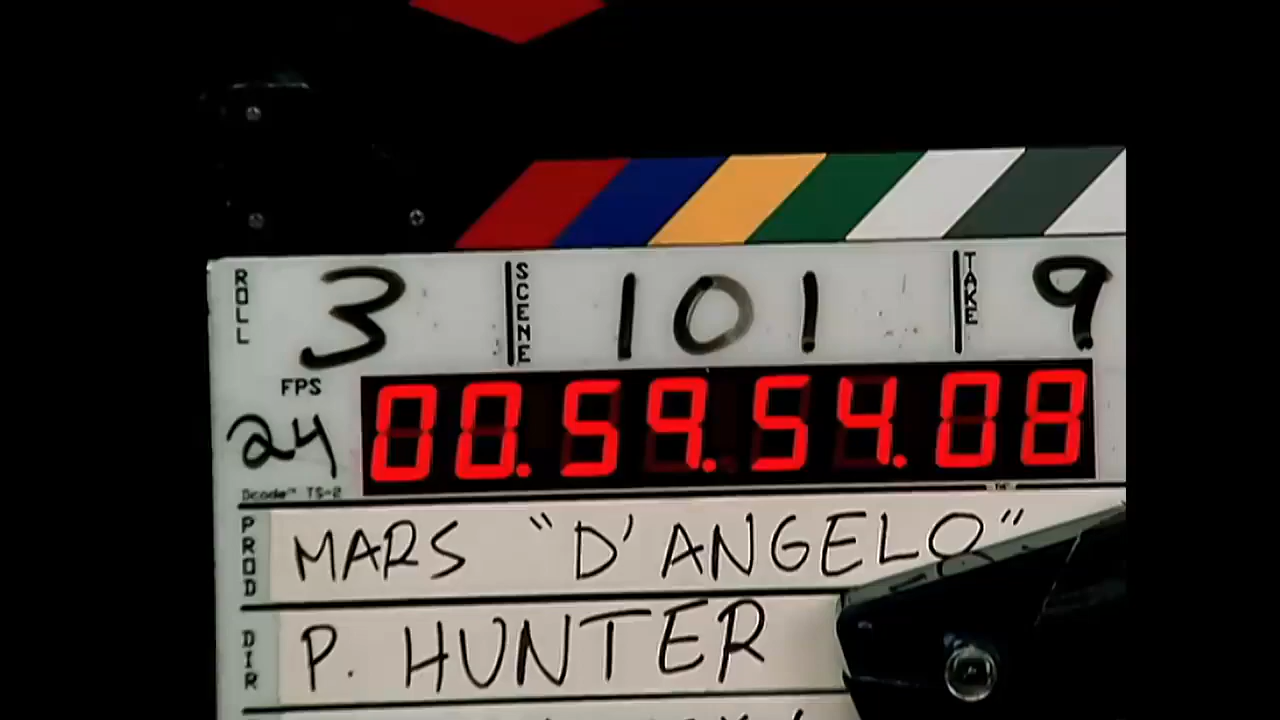 ROLL 3 SCENE 101 TAKE 9
FPS
24 00.59.54.08
Dcode™ TS-2
PROD MARS "D'ANGELO"
DIR P. HUNTER